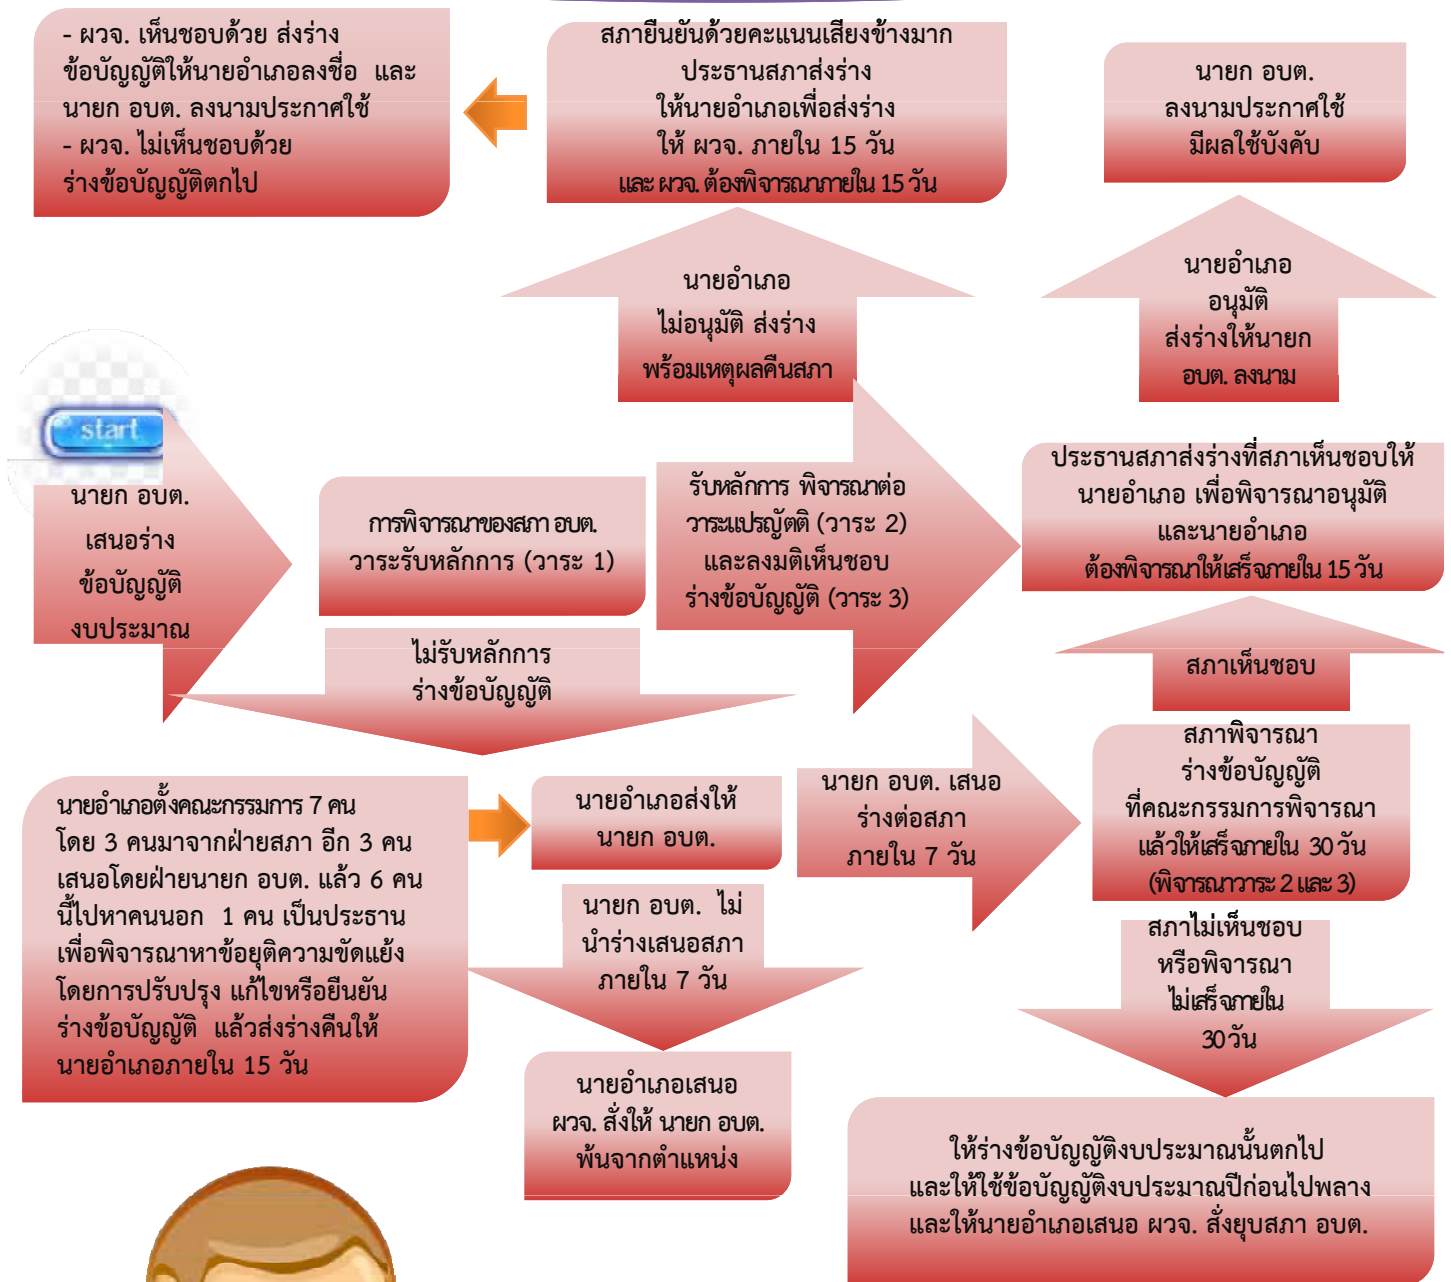 - ผวจ. เห็นชอบด้วย ส่งร่าง
ข้อบัญญัติให้นายอำเภอลงชื่อ และ
นายก อบต. ลงนามประกาศใช้
- ผวจ. ไม่เห็นชอบด้วย
ร่างข้อบัญญัติตกไป
สภายืนยันด้วยคะแนนเสียงข้างมาก
ประธานสภาส่งร่าง
ให้นายอำเภอเพื่อส่งร่าง
ให้ ผวจ. ภายใน 15 วัน
และ ผวจ. ต้องพิจารณาภายใน 15 วัน
นายก อบต.
ลงนามประกาศใช้
มีผลใช้บังคับ
นายอำเภอ
ไม่อนุมัติ ส่งร่าง
พร้อมเหตุผลคืนสภา
นายอำเภอ
อนุมัติ
ส่งร่างให้นายก
อบต. ลงนาม
start
นายก อบต.
เสนอร่าง
ข้อบัญญัติ
งบประมาณ
การพิจารณาของสภา อบต.
วาระรับหลักการ (วาระ 1)
รับหลักการ พิจารณาต่อ
วาระแปรญัตติ (วาระ 2)
และลงมติเห็นชอบ
ร่างข้อบัญญัติ (วาระ 3)
ประธานสภาส่งร่างที่สภาเห็นชอบให้
นายอำเภอ เพื่อพิจารณาอนุมัติ
และนายอำเภอ
ต้องพิจารณาให้เสร็จภายใน 15 วัน
ไม่รับหลักการ
ร่างข้อบัญญัติ
สภาเห็นชอบ
นายอำเภอตั้งคณะกรรมการ 7 คน
โดย 3 คนมาจากฝ่ายสภา อีก 3 คน
เสนอโดยฝ่ายนายก อบต. แล้ว 6 คน
นี้ไปหาคนนอก 1 คน เป็นประธาน
เพื่อพิจารณาหาข้อยุติความขัดแย้ง
โดยการปรับปรุง แก้ไขหรือยืนยัน
ร่างข้อบัญญัติ แล้วส่งร่างคืนให้
นายอำเภอภายใน 15 วัน
นายอำเภอส่งให้
นายก อบต.
นายก อบต. เสนอ
ร่างต่อสภา
ภายใน 7 วัน
สภาพิจารณา
ร่างข้อบัญญัติ
ที่คณะกรรมการพิจารณา
แล้วให้เสร็จภายใน 30 วัน
(พิจารณาวาระ 2 และ 3)
นายก อบต. ไม่
นำร่างเสนอสภา
ภายใน 7 วัน
สภาไม่เห็นชอบ
หรือพิจารณา
ไม่เสร็จภายใน
30 วัน
นายอำเภอเสนอ
ผวจ. สั่งให้ นายก อบต.
พ้นจากตำแหน่ง
ให้ร่างข้อบัญญัติงบประมาณนั้นตกไป
และให้ใช้ข้อบัญญัติงบประมาณปีก่อนไปพลาง
และให้นายอำเภอเสนอ ผวจ. สั่งยุบสภา อบต.